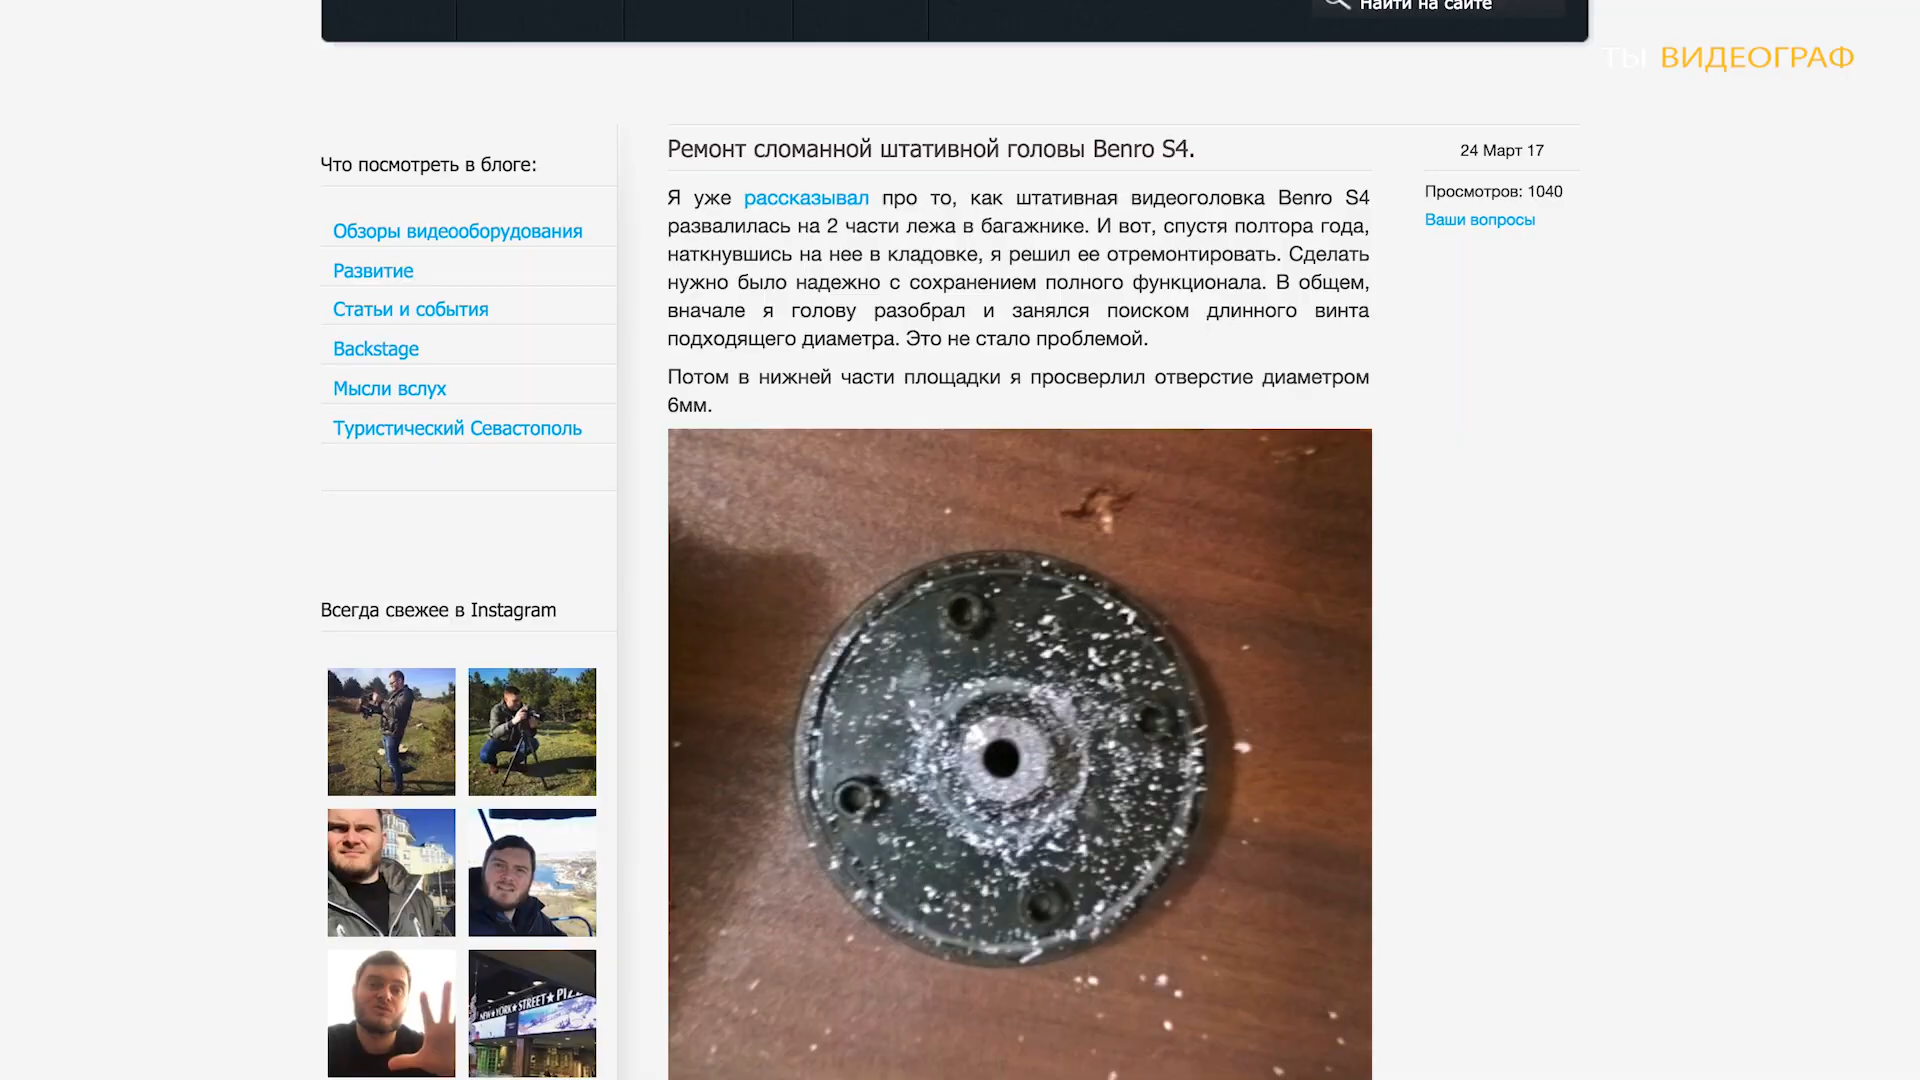 Найти на сайте
ТЫ ВИДЕОГРАФ
Что посмотреть в блоге:
Обзоры видеооборудования
Развитие
Статьи и события
Backstage
Мысли вслух
Туристический Севастополь
Всегда свежее в Instagram
NEW★YORK★STREET★PIZ
Ремонт сломанной штативной головы Benro S4.
Я уже рассказывал про то, как штативная видеоголовка Benro S4
развалилась на 2 части лежа в багажнике. И вот, спустя полтора года,
наткнувшись на нее в кладовке, я решил ее отремонтировать. Сделать
нужно было надежно с сохранением полного функционала. В общем,
вначале я голову разобрал и занялся поиском длинного винта
подходящего диаметра. Это не стало проблемой.
Потом в нижней части площадки я просверлил отверстие диаметром
6мм.
24 Март 17
Просмотров: 1040
Ваши вопросы